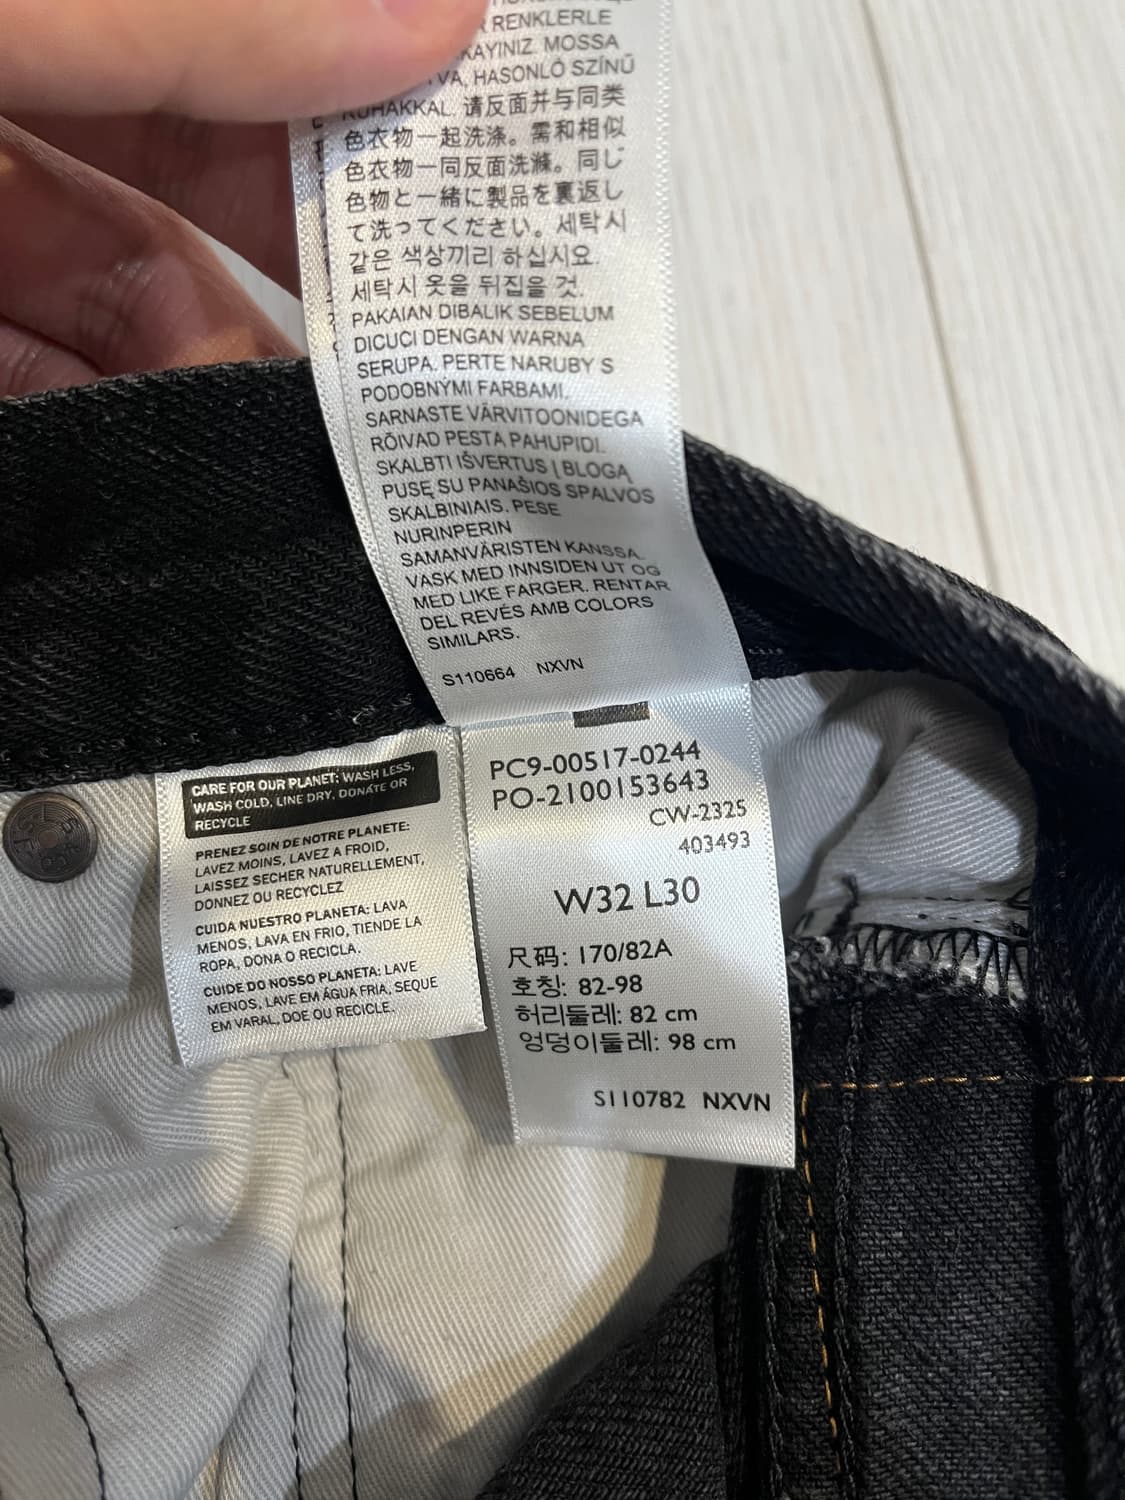 RENKLERLE
KAYINIZ. MOSSA
VA, HASONLÓ SZÍNŰ
RUHÁKKAL. 请反面并与同类
色衣物一起洗涤。需和相似
色衣物一同反面洗滌。同じ
色物と一緒に製品を裏返し
て洗ってください。세탁시
같은 색상끼리 하십시요.
세탁시 옷을 뒤집을 것.
PAKAIAN DIBALIK SEBELUM
DICUCI DENGAN WARNA
SERUPA. PERTE NARUBY S
PODOBNÝMI FARBAMI.
SARNASTE VÄRVITOONIDEGA
RÕIVAD PESTA PAHUPIDI.
SKALBTI IŠVERTUS Į BLOGĄ
PUSĘ SU PANAŠIOS SPALVOS
SKALBINIAIS. PESE
NURINPERIN
SAMANVÄRISTEN KANSSA.
VASK MED INNSIDEN UT OG
MED LIKE FARGER. RENTAR
DEL REVÉS AMB COLORS
SIMILARS.
S110664 NXVN
CARE FOR OUR PLANET: WASH LESS,
WASH COLD, LINE DRY, DONATE OR
RECYCLE
PRENEZ SOIN DE NOTRE PLANETE:
LAVEZ MOINS, LAVEZ A FROID,
LAISSEZ SECHER NATURELLEMENT,
DONNEZ OU RECYCLEZ
CUIDA NUESTRO PLANETA: LAVA
MENOS, LAVA EN FRIO, TIENDE LA
ROPA, DONA O RECICLA.
CUIDE DO NOSSO PLANETA: LAVE
MENOS, LAVE EM ÁGUA FRIA, SEQUE
EM VARAL, DOE OU RECICLE.
PC9-00517-0244
PO-2100153643
CW-2325
403493
W32 L30
尺码: 170/82A
호칭: 82-98
허리둘레: 82 cm
엉덩이둘레: 98 cm
S110782 NXVN